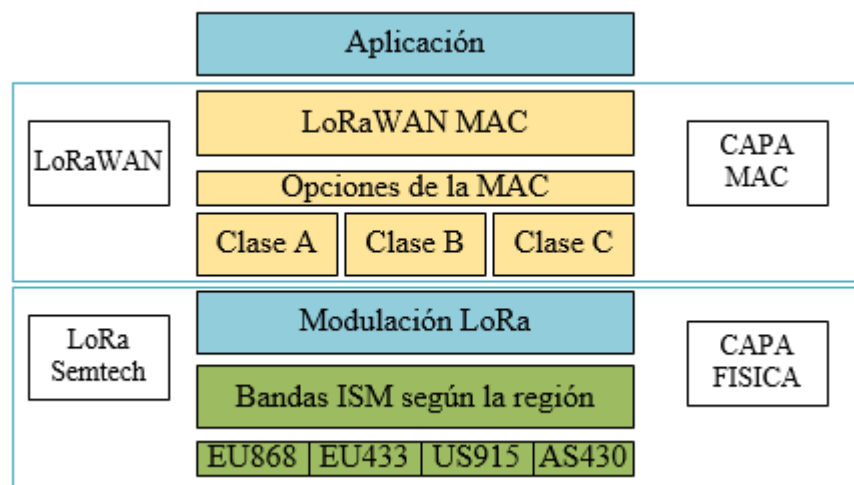 Aplicación
LoRaWAN
LoRaWAN MAC
Opciones de la MAC
Clase A
Clase B
Clase C
CAPA
MAC
LoRa
Semtech
Modulación LoRa
Bandas ISM según la región
EU868
EU433
US915
AS430
CAPA
FISICA